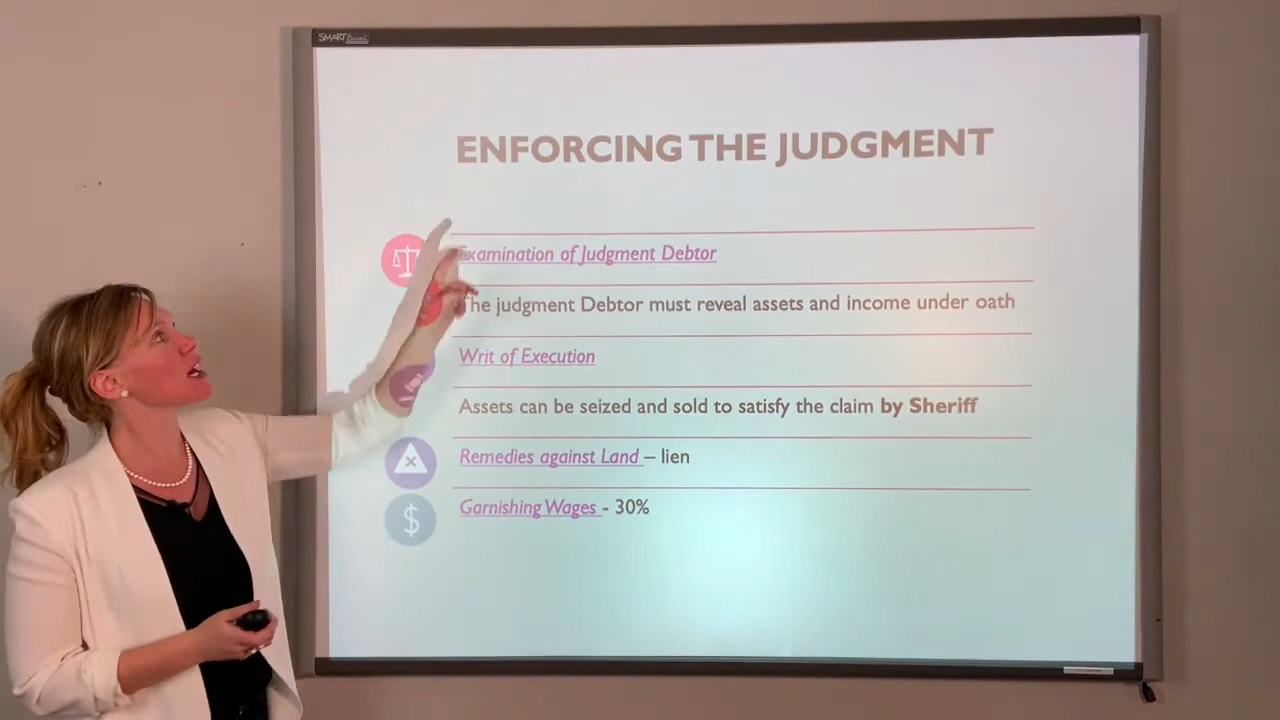 SMART Board
ENFORCING THE JUDGMENT
Examination of Judgment Debtor
The judgment Debtor must reveal assets and income under oath
Writ of Execution
Assets can be seized and sold to satisfy the claim by Sheriff
Remedies against Land – lien
Garnishing Wages - 30%
$